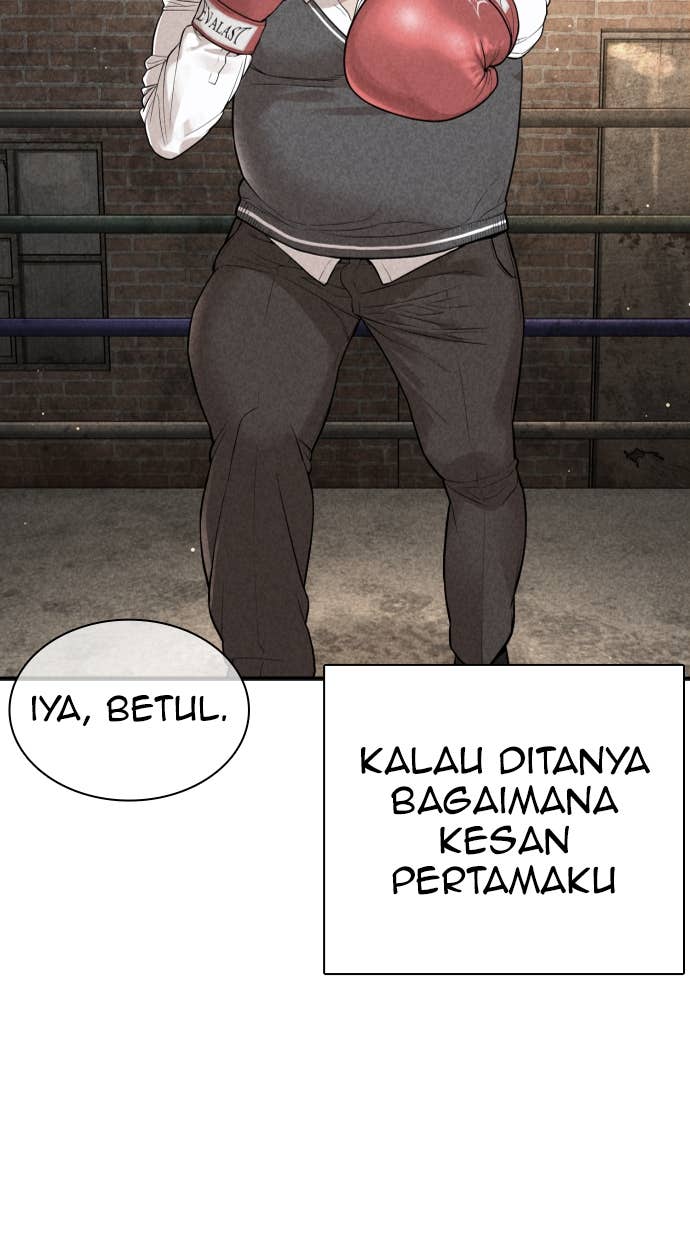 EVALAST
IYA, BETUL.
KALAU DITANYA
BAGAIMANA
KESAN
PERTAMAKU